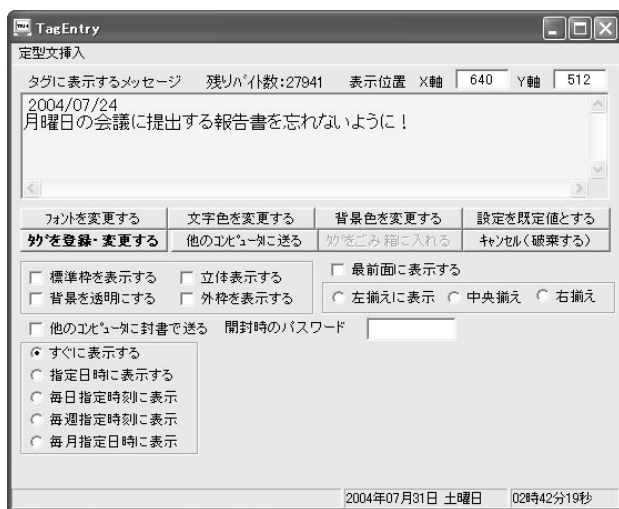 TagEntry
定型文挿入
タグに表示するメッセージ 残りﾊﾞｲﾄ数:27941 表示位置 X軸 640 Y軸 512
2004/07/24
月曜日の会議に提出する報告書を忘れないように！
ﾌｫﾝﾄを変更する 文字色を変更する 背景色を変更する 設定を既定値とする
ﾀｸﾞを登録・変更する 他のｺﾝﾋﾟｭｰﾀに送る ﾀｸﾞをごみ箱に入れる ｷｬﾝｾﾙ(破棄する)
標準枠を表示する 立体表示する 最前面に表示する
背景を透明にする 外枠を表示する 左揃えに表示 中央揃え 右揃え
他のｺﾝﾋﾟｭｰﾀに封書で送る 開封時のパスワード
すぐに表示する
指定日時に表示する
毎日指定時刻に表示
毎週指定時刻に表示
毎月指定日時に表示
2004年07月31日 土曜日 02時42分19秒